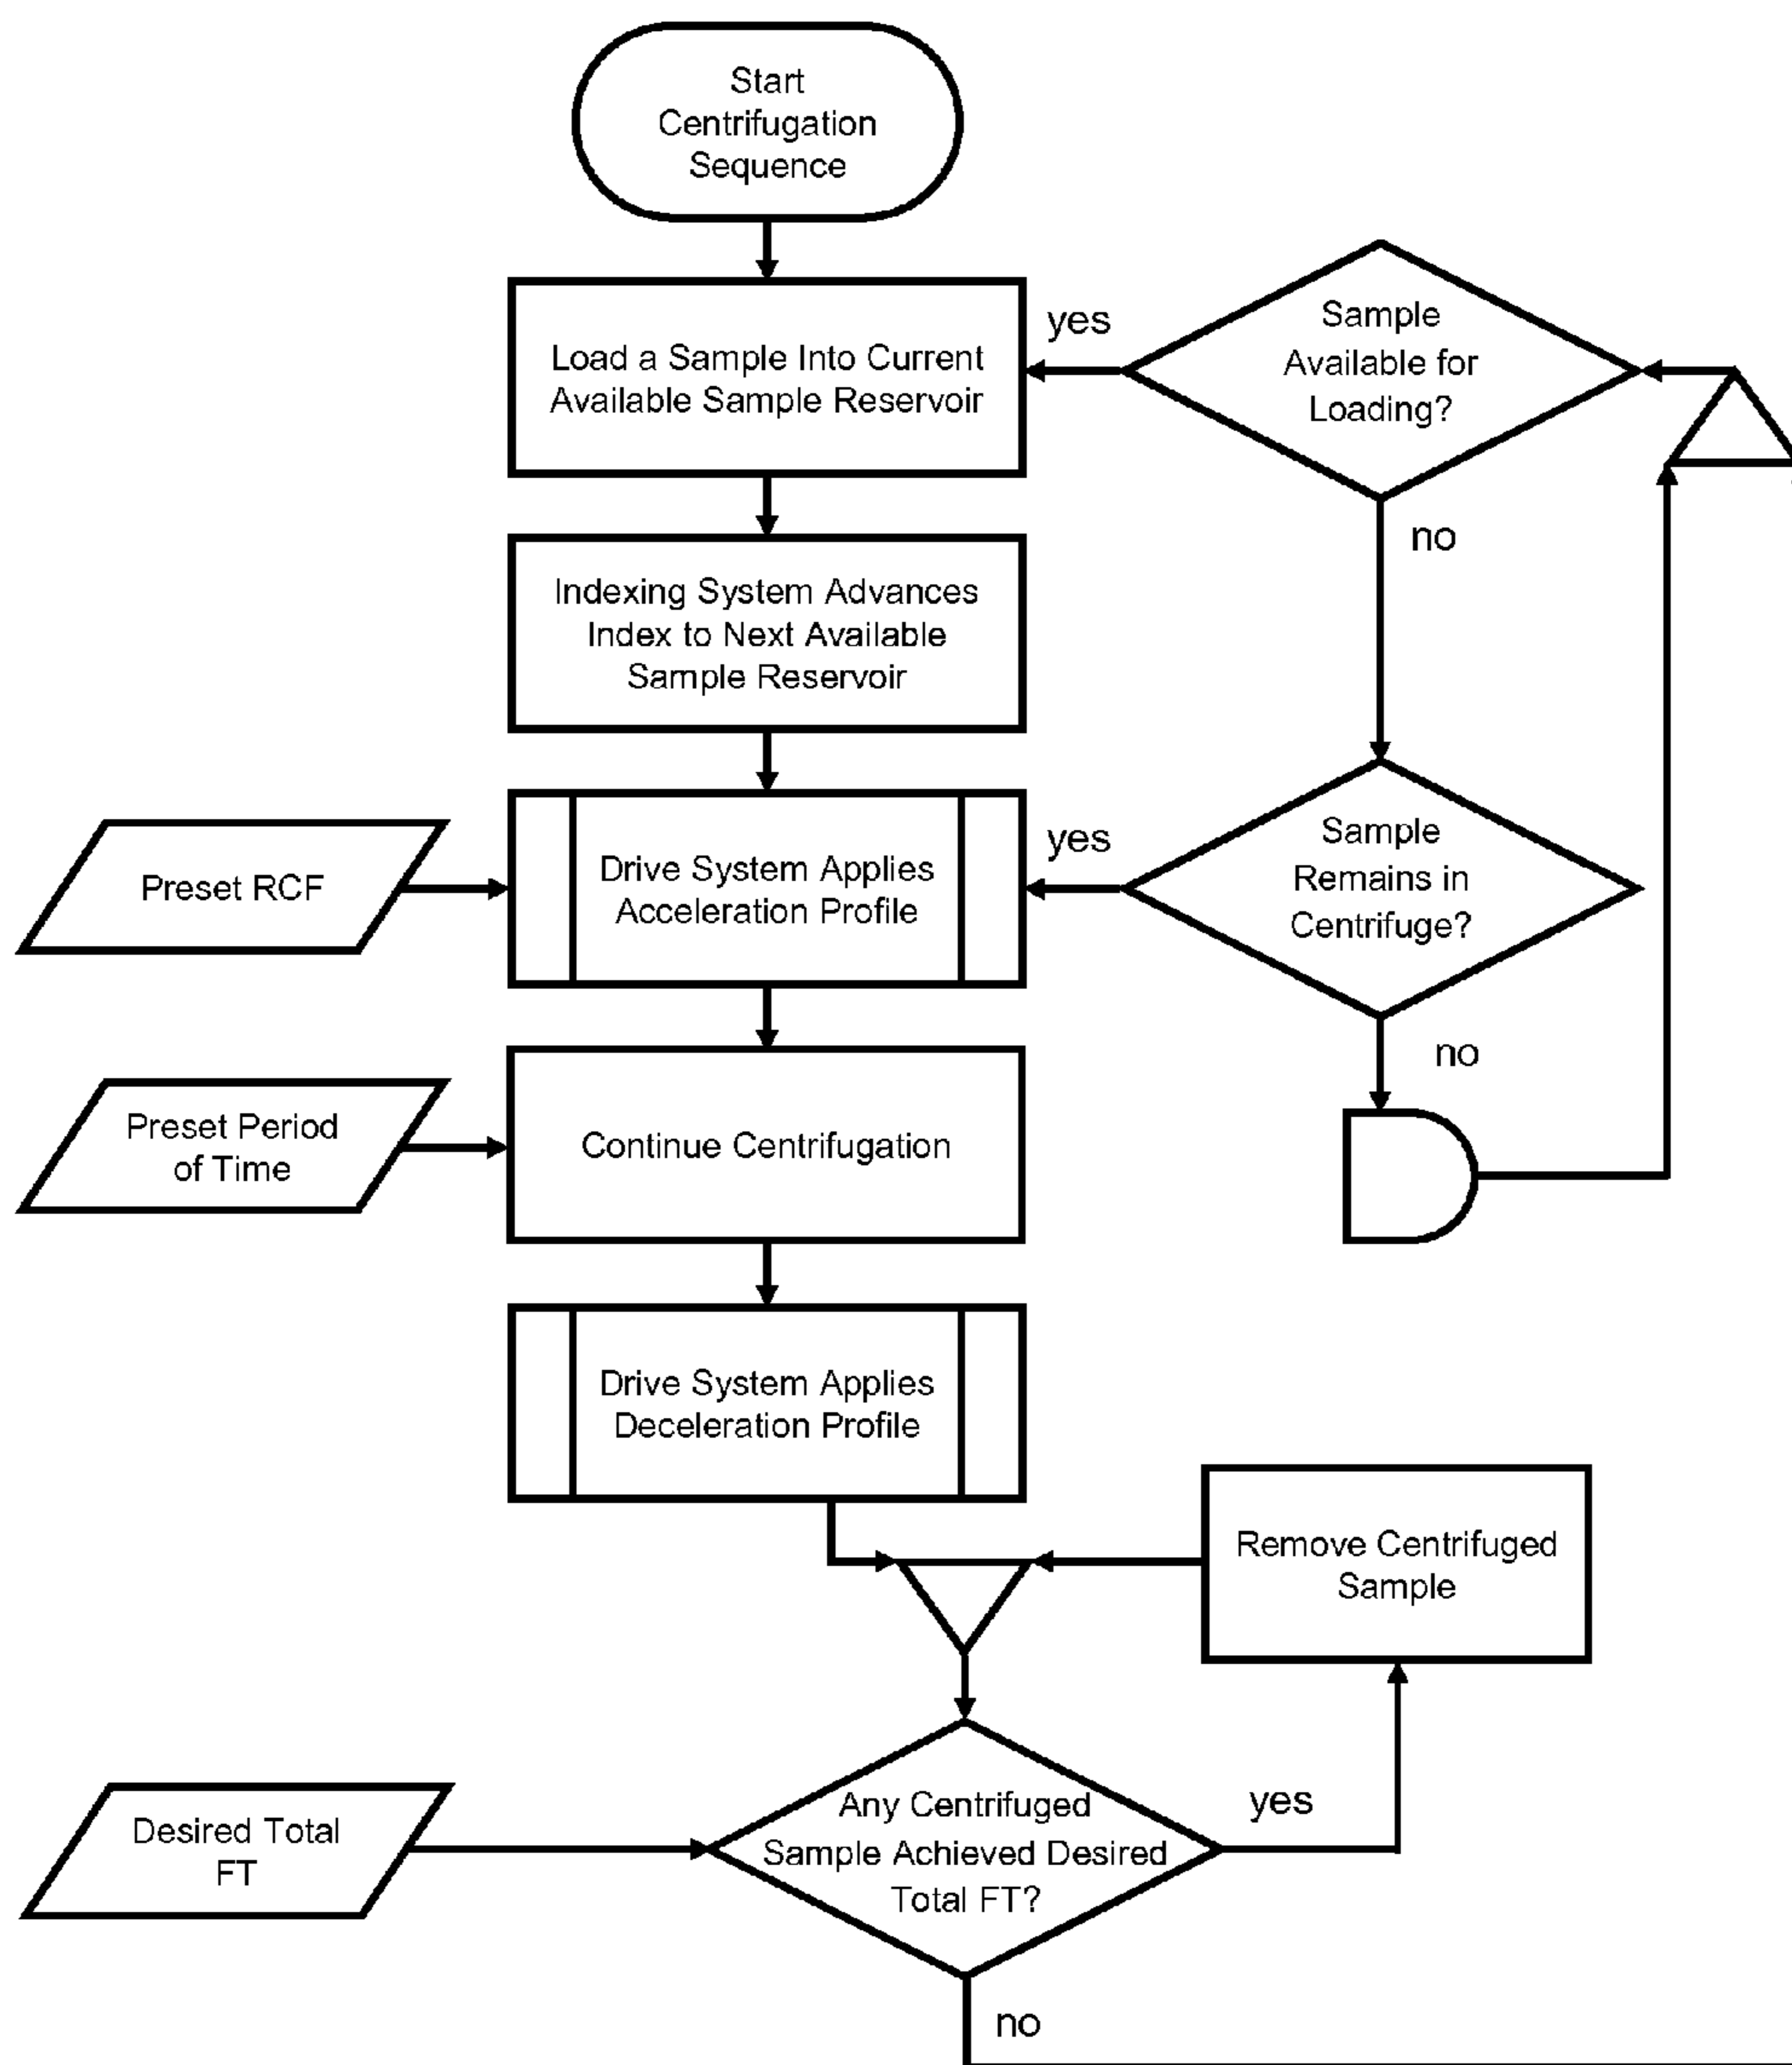 Start
Centrifugation
Sequence
yes
Sample
Available for
Loading?
Load a Sample Into Current
Available Sample Reservoir
no
Indexing System Advances
Index to Next Available
Sample Reservoir
Preset RCF
Drive System Applies
Acceleration Profile
yes
Sample
Remains in
Centrifuge?
no
Preset Period
of Time
Continue Centrifugation
Drive System Applies
Deceleration Profile
Remove Centrifuged
Sample
Desired Total
FT
Any Centrifuged
Sample Achieved Desired
Total FT?
yes
no